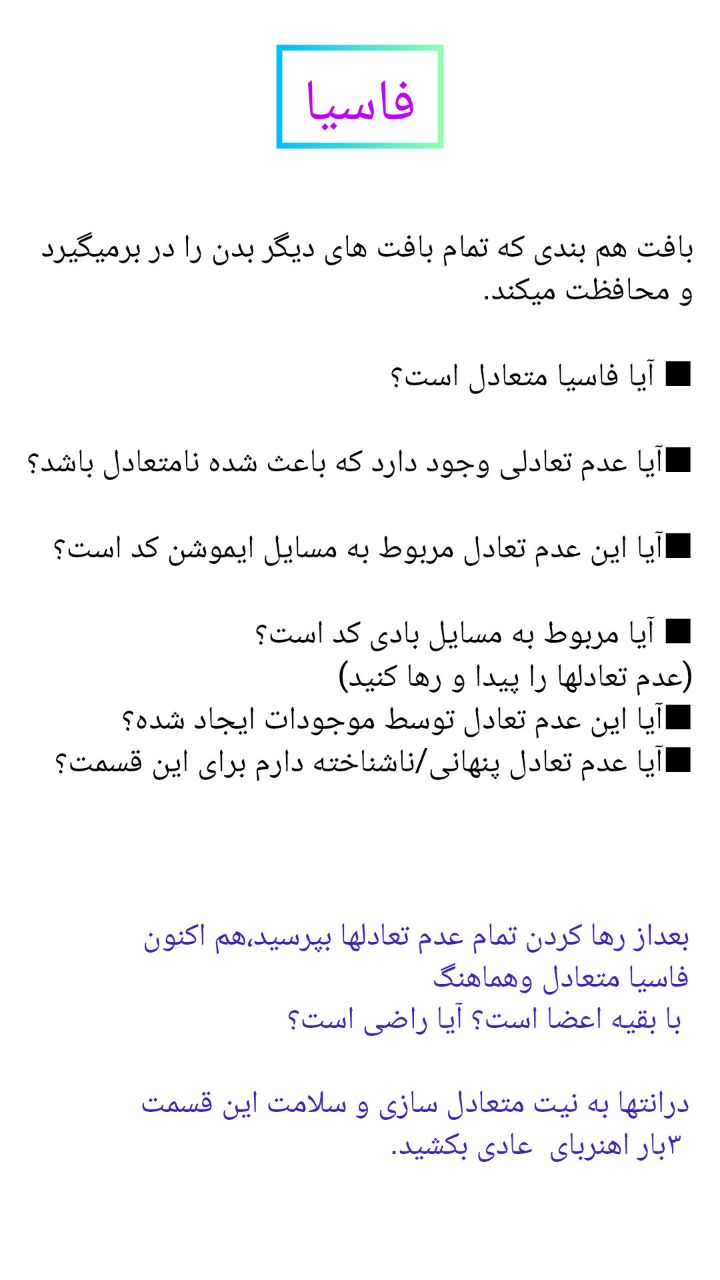 فاسیا
بافت هم بندی که تمام بافت های دیگر بدن را در برمیگیرد
و محافظت میکند.
■ آیا فاسیا متعادل است؟
■آیا عدم تعادلی وجود دارد که باعث شده نامتعادل باشد؟
■آیا این عدم تعادل مربوط به مسایل ایموشن کد است؟
■ آیا مربوط به مسایل بادی کد است؟
(عدم تعادلها را پیدا و رها کنید)
■آیا این عدم تعادل توسط موجودات ایجاد شده؟
■آیا عدم تعادل پنهانی/ناشناخته دارم برای این قسمت؟
بعداز رها کردن تمام عدم تعادلها بپرسید،هم اکنون
فاسیا متعادل وهماهنگ
با بقیه اعضا است؟ آیا راضی است؟
درانتها به نیت متعادل سازی و سلامت این قسمت
۳بار اهنربای  عادی بکشید.